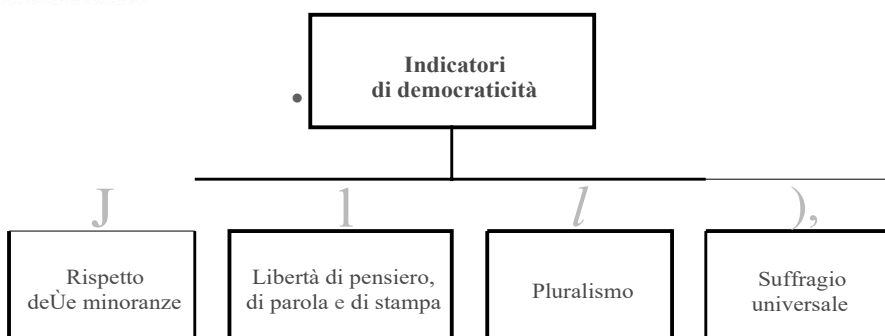 Indicatori
di democraticità
•
J l l ),
Rispetto
deÙe minoranze
Libertà di pensiero,
di parola e di stampa
Pluralismo
Suffragio
universale